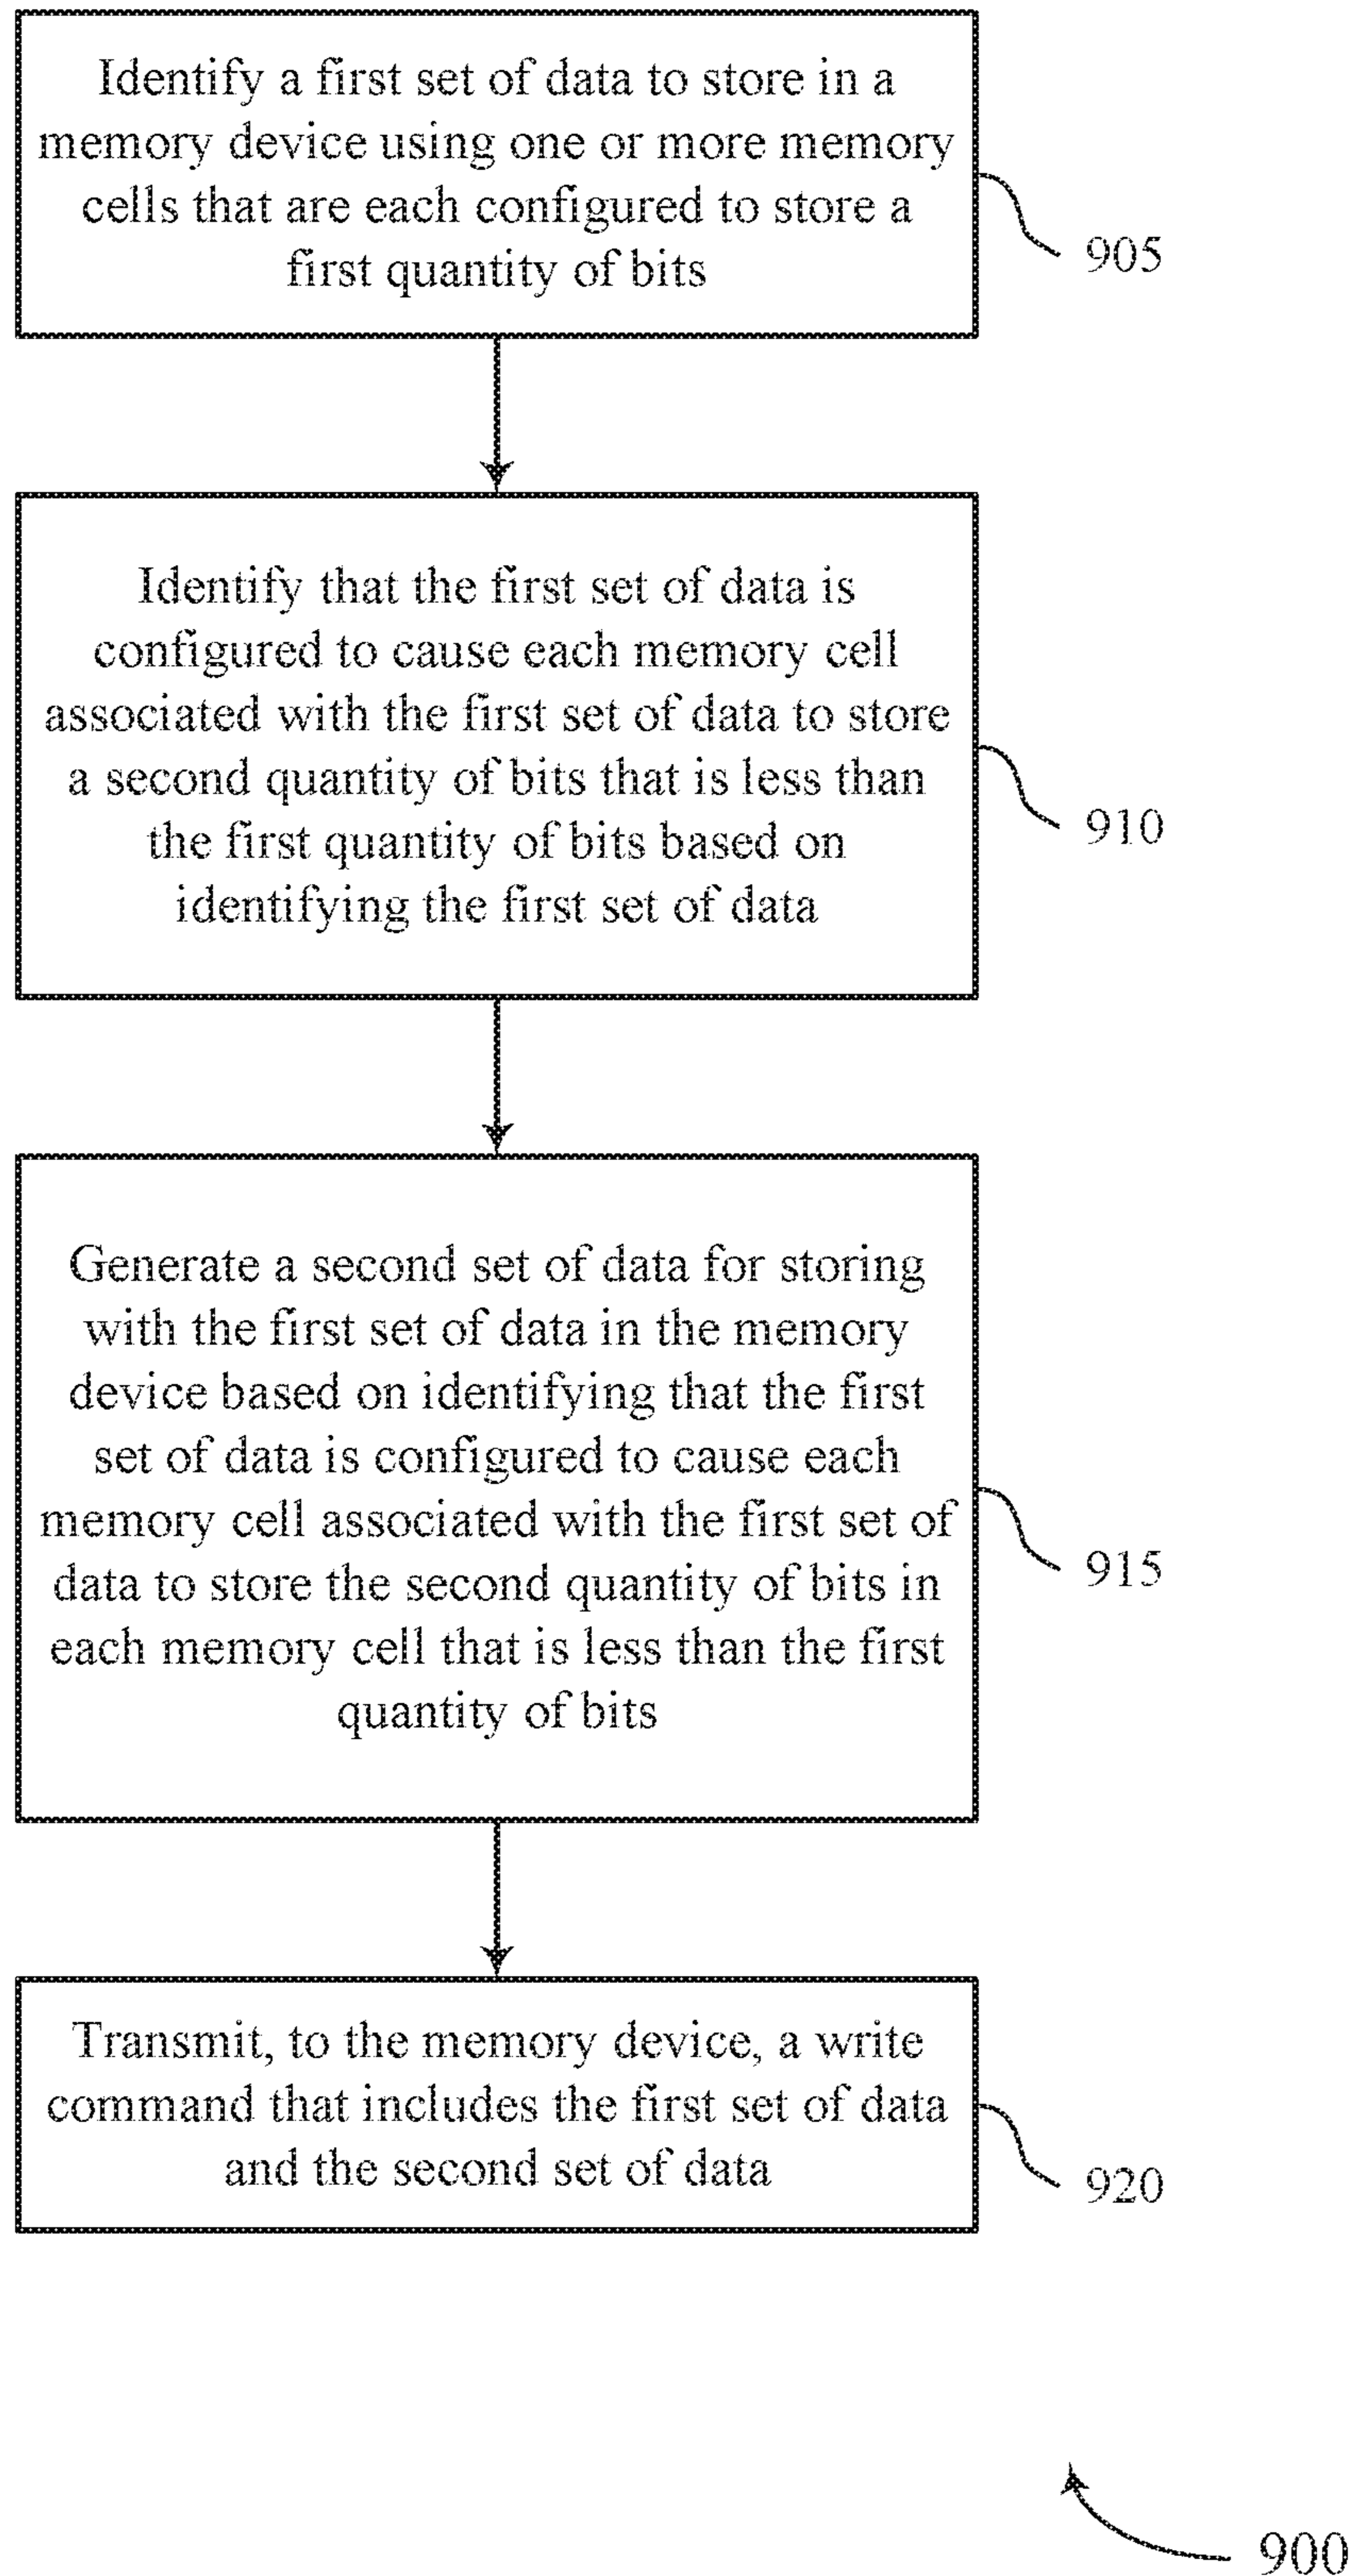 Identify a first set of data to store in a
memory device using one or more memory
cells that are each configured to store a
first quantity of bits
905
Identify that the first set of data is
configured to cause each memory cell
associated with the first set of data to store
a second quantity of bits that is less than
the first quantity of bits based on
identifying the first set of data
910
Generate a second set of data for storing
with the first set of data in the memory
device based on identifying that the first
set of data is configured to cause each
memory cell associated with the first set of
data to store the second quantity of bits in
each memory cell that is less than the first
quantity of bits
915
Transmit, to the memory device, a write
command that includes the first set of data
and the second set of data
920
900